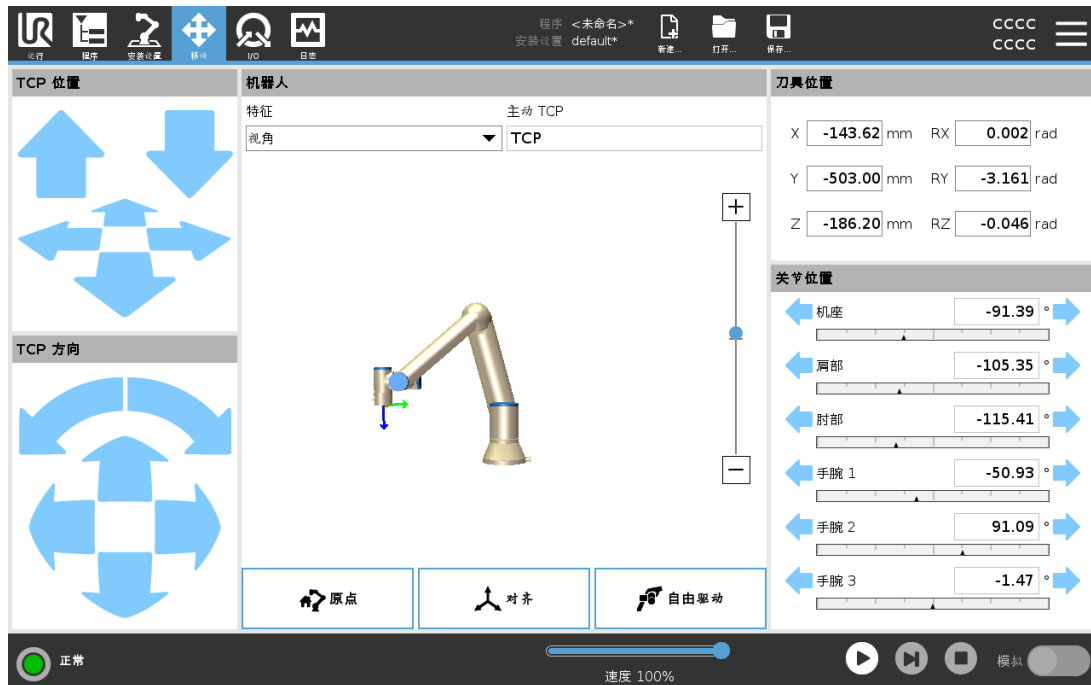 程序 <未命名>*
安装设置 default*
CCCC
CCCC
运行 程序 安装设置 移动 I/O 日志 新建... 打开... 保存...
TCP 位置
机器人
特征 主动 TCP
视角 TCP
原点 对齐 自由驱动
TCP 方向
刀具位置
X -143.62 mm RX 0.002 rad
Y -503.00 mm RY -3.161 rad
Z -186.20 mm RZ -0.046 rad
关节位置
机座 -91.39 °
肩部 -105.35 °
肘部 -115.41 °
手腕 1 -50.93 °
手腕 2 91.09 °
手腕 3 -1.47 °
正常
速度 100%
模拟